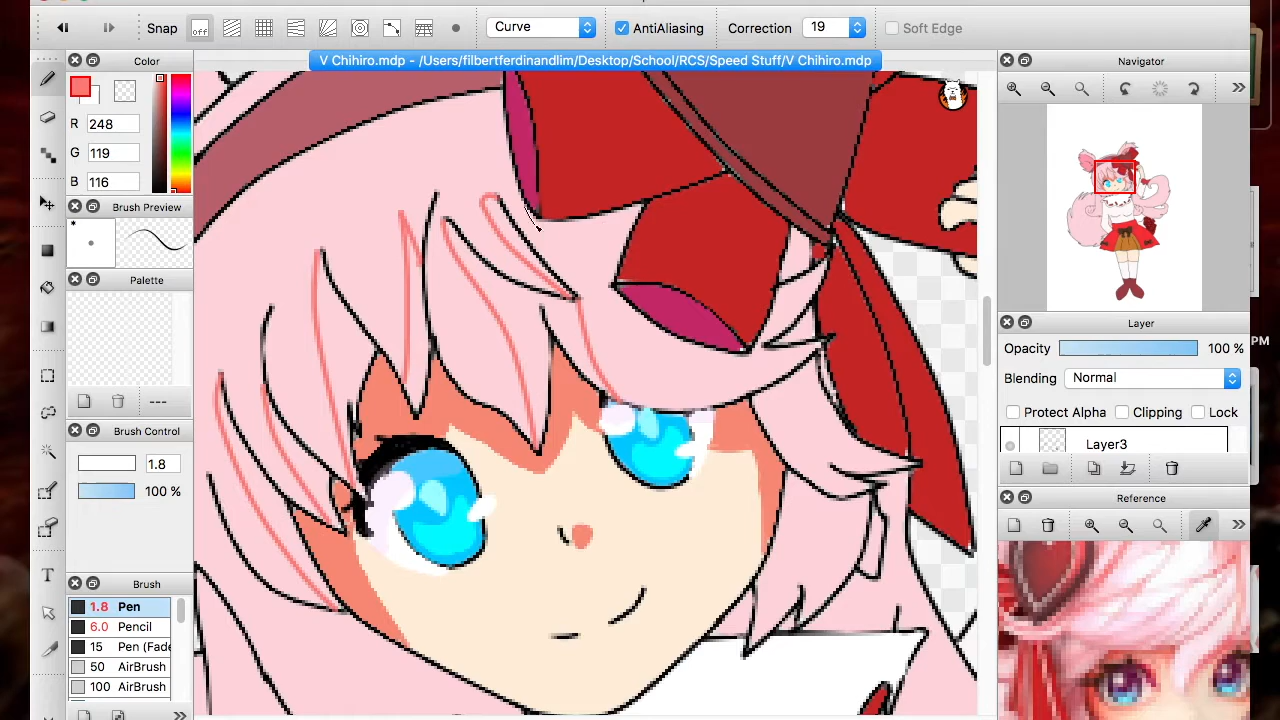 Snap off Curve AntiAliasing Correction 19 Soft Edge
V Chihiro.mdp - /Users/filbertferdinandlim/Desktop/School/RCS/Speed Stuff/V Chihiro.mdp
Color
R 248
G 119
B 116
Brush Preview
*
Palette
---
Brush Control
1.8
100 %
Brush
1.8 Pen
6.0 Pencil
15 Pen (Fade
50 AirBrush
100 AirBrush
T
Navigator
Layer
Opacity 100 %
Blending Normal
Protect Alpha Clipping Lock
Layer3
Reference
PM